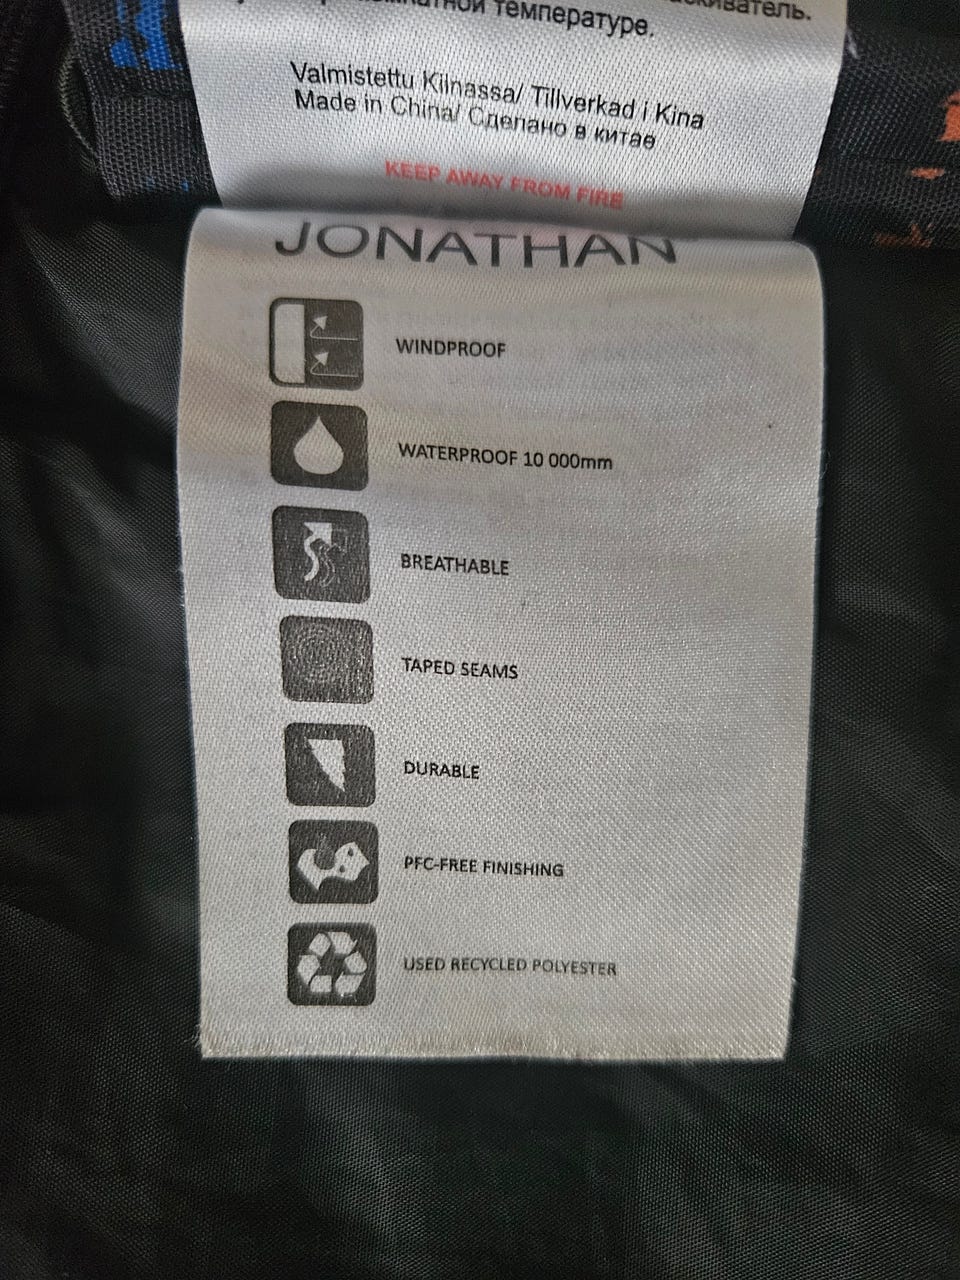 температуре.
Valmistettu Kiinassa/ Tillverkad i Kina
Made in China/ Сделано в китае
KEEP AWAY FROM FIRE
JONATHAN
WINDPROOF
WATERPROOF 10 000mm
BREATHABLE
TAPED SEAMS
DURABLE
PFC-FREE FINISHING
USED RECYCLED POLYESTER